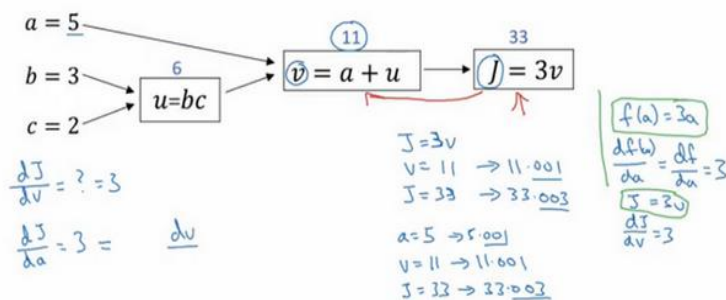 a = 5
11
33
v = a + u
J = 3v
b = 3
6
u=bc
c = 2
dJ/dv = ? = 3
dJ/da = 3 = dv
J = 3v
v = 11 → 11.001
J = 33 → 33.003
a = 5 → 5.001
v = 11 → 11.001
J = 33 → 33.003
f(a) = 3a
df(a)/da = df/da = 3
J = 3v
dJ/dv = 3